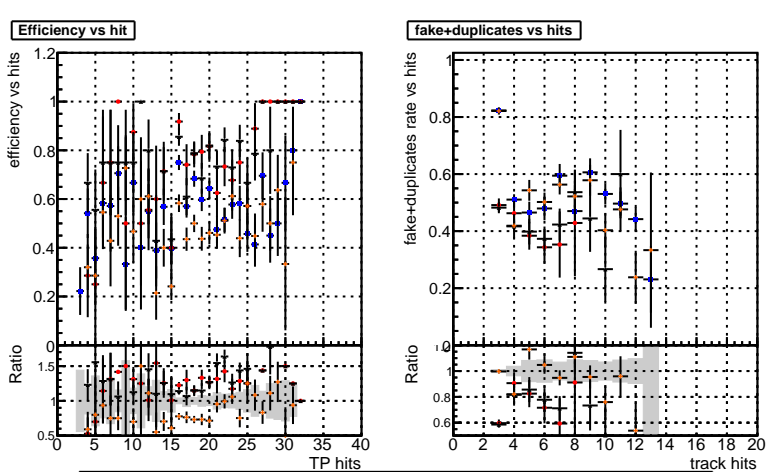 Efficiency vs hit
fake+duplicates vs hits
efficiency vs hits
1.2
1
0.8
0.6
0.4
0.2
0
Ratio
1.5
1
0.5
0 5 10 15 20 25 30 35 40
TP hits
fake+duplicates rate vs hits
1
0.8
0.6
0.4
0.2
0
Ratio
1
0.8
0.6
0 2 4 6 8 10 12 14 16 18 20
track hits